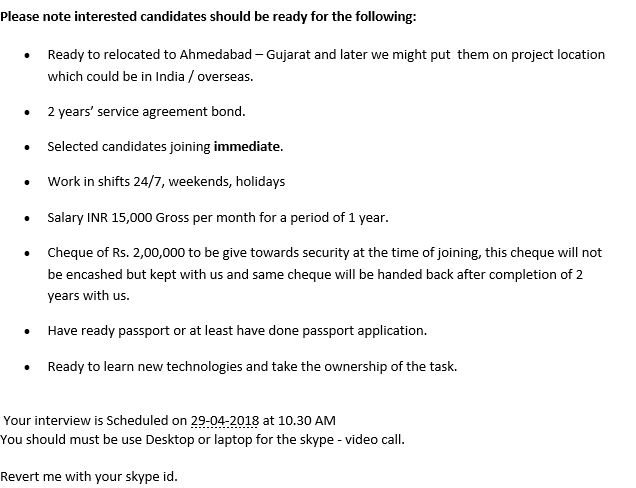 Please note interested candidates should be ready for the following:
• Ready to relocated to Ahmedabad – Gujarat and later we might put them on project location
which could be in India / overseas.
• 2 years' service agreement bond.
• Selected candidates joining immediate.
• Work in shifts 24/7, weekends, holidays
• Salary INR 15,000 Gross per month for a period of 1 year.
• Cheque of Rs. 2,00,000 to be give towards security at the time of joining, this cheque will not
be encashed but kept with us and same cheque will be handed back after completion of 2
years with us.
• Have ready passport or at least have done passport application.
• Ready to learn new technologies and take the ownership of the task.
Your interview is Scheduled on 29-04-2018 at 10.30 AM
You should must be use Desktop or laptop for the skype - video call.
Revert me with your skype id.